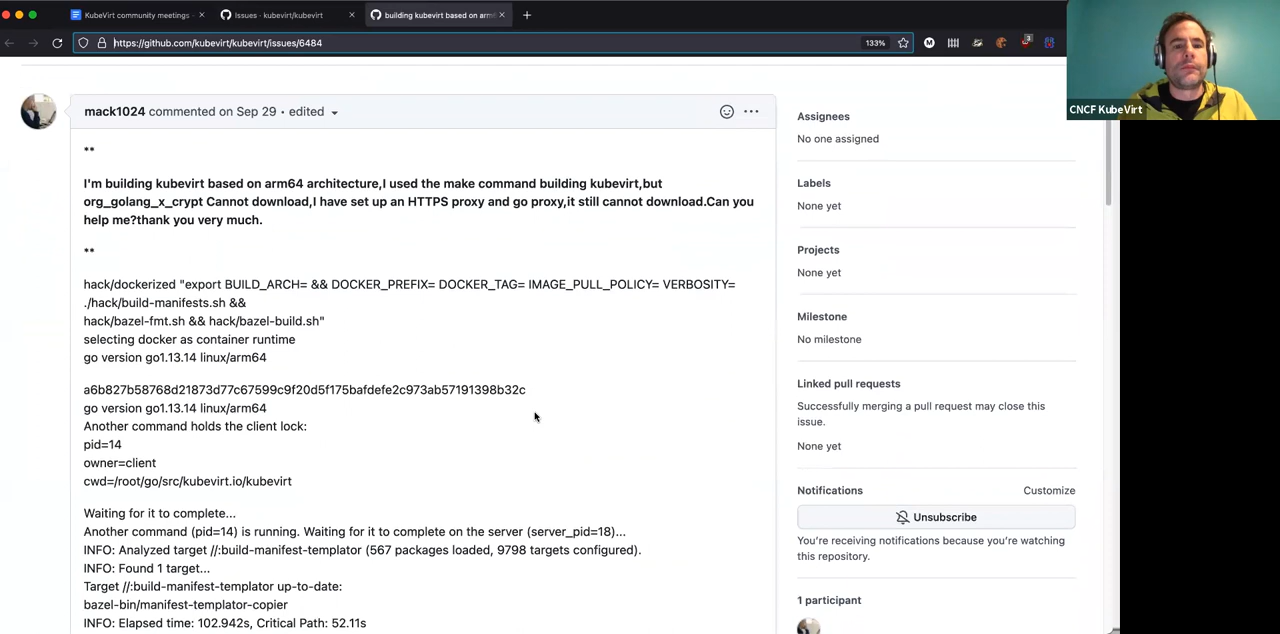 KubeVirt community meetings -
Issues · kubevirt/kubevirt
building kubevirt based on arm
https://github.com/kubevirt/kubevirt/issues/6484
133%
3
CNCF KubeVirt
mack1024 commented on Sep 29 • edited
**
I'm building kubevirt based on arm64 architecture,I used the make command building kubevirt,but
org_golang_x_crypt Cannot download,I have set up an HTTPS proxy and go proxy,it still cannot download.Can you
help me?thank you very much.
**
hack/dockerized "export BUILD_ARCH= && DOCKER_PREFIX= DOCKER_TAG= IMAGE_PULL_POLICY= VERBOSITY=
./hack/build-manifests.sh &&
hack/bazel-fmt.sh && hack/bazel-build.sh"
selecting docker as container runtime
go version go1.13.14 linux/arm64
a6b827b58768d21873d77c67599c9f20d5f175bafdefe2c973ab57191398b32c
go version go1.13.14 linux/arm64
Another command holds the client lock:
pid=14
owner=client
cwd=/root/go/src/kubevirt.io/kubevirt
Waiting for it to complete...
Another command (pid=14) is running. Waiting for it to complete on the server (server_pid=18)...
INFO: Analyzed target //:build-manifest-templator (567 packages loaded, 9798 targets configured).
INFO: Found 1 target...
Target //:build-manifest-templator up-to-date:
bazel-bin/manifest-templator-copier
INFO: Elapsed time: 102.942s, Critical Path: 52.11s
Assignees
No one assigned
Labels
None yet
Projects
None yet
Milestone
No milestone
Linked pull requests
Successfully merging a pull request may close this
issue.
None yet
Notifications
Customize
Unsubscribe
You're receiving notifications because you're watching
this repository.
1 participant